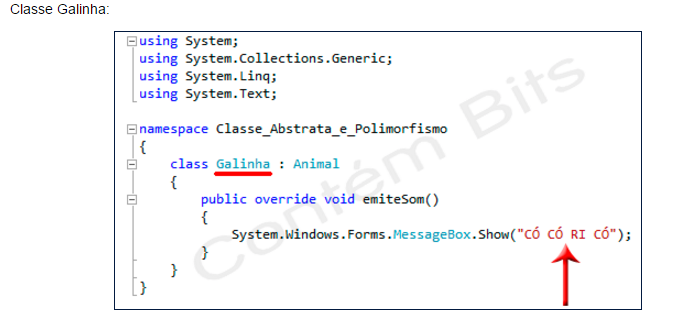 Classe Galinha:
using System;
using System.Collections.Generic;
using System.Linq;
using System.Text;
namespace Classe_Abstrata_e_Polimorfismo
{
class Galinha : Animal
{
public override void emiteSom()
{
System.Windows.Forms.MessageBox.Show("CÓ CÓ RI CÓ");
}
}
}
Contém Bits